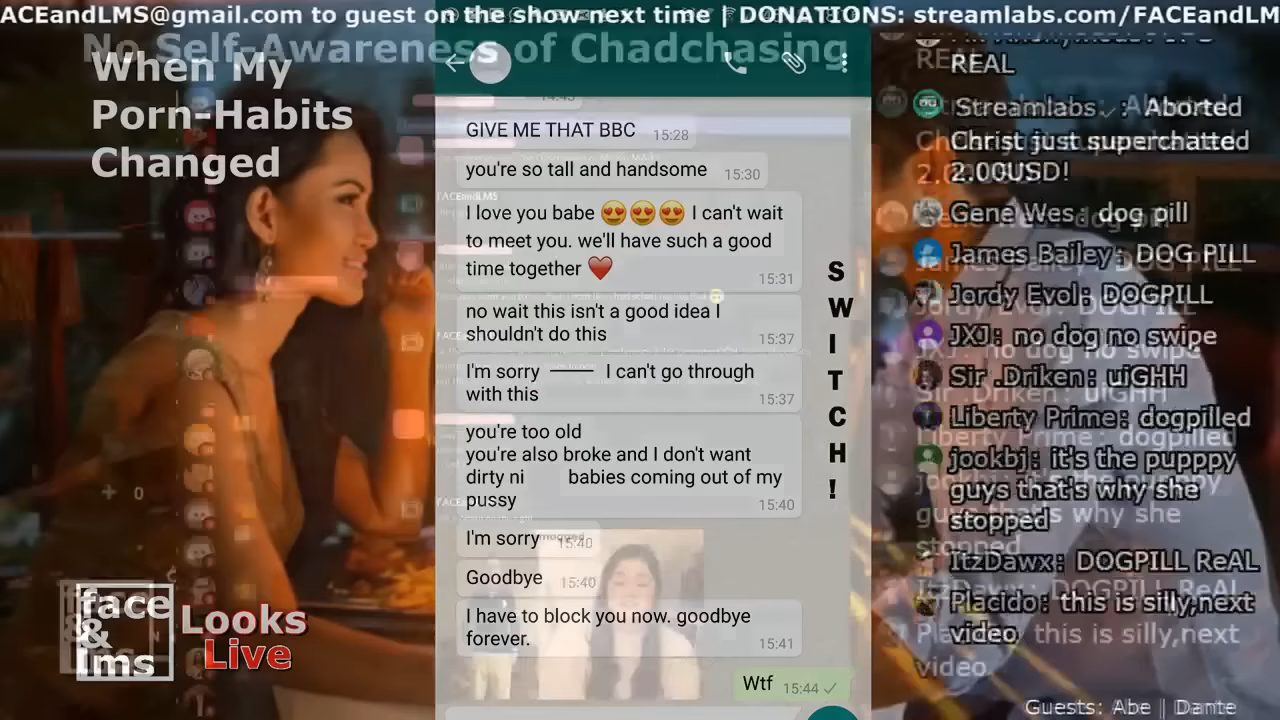 ACEandLMS@gmail.com to guest on the show next time | DONATIONS: streamlabs.com/FACEandLM
No Self-Awareness of Chadchasing
When My
Porn-Habits
Changed
14:45
GIVE ME THAT BBC 15:28
you're so tall and handsome 15:30
I love you babe 😍😍😍 I can't wait
to meet you. we'll have such a good
time together ❤️ 15:31
no wait this isn't a good idea I
shouldn't do this 15:37
I'm sorry I can't go through
with this 15:37
you're too old
you're also broke and I don't want
dirty ni babies coming out of my
pussy 15:40
I'm sorry 15:40
Goodbye 15:40
I have to block you now. goodbye
forever. 15:41
Wtf 15:44
S
W
I
T
C
H
!
+ 0
face
&
lms
Looks
Live
REAL
Streamlabs : Aborted
Christ just superchatted
2.00USD!
Gene Wes : dog pill
James Bailey : DOG PILL
Jordy Evol : DOGPILL
JXJ : no dog no swipe
Sir .Driken : uiGHH
Liberty Prime : dogpilled
jookbj : it's the pupppy
guys that's why she
stopped
ItzDawx: DOGPILL ReAL
Placido : this is silly,next
video
Guests: Abe | Dante